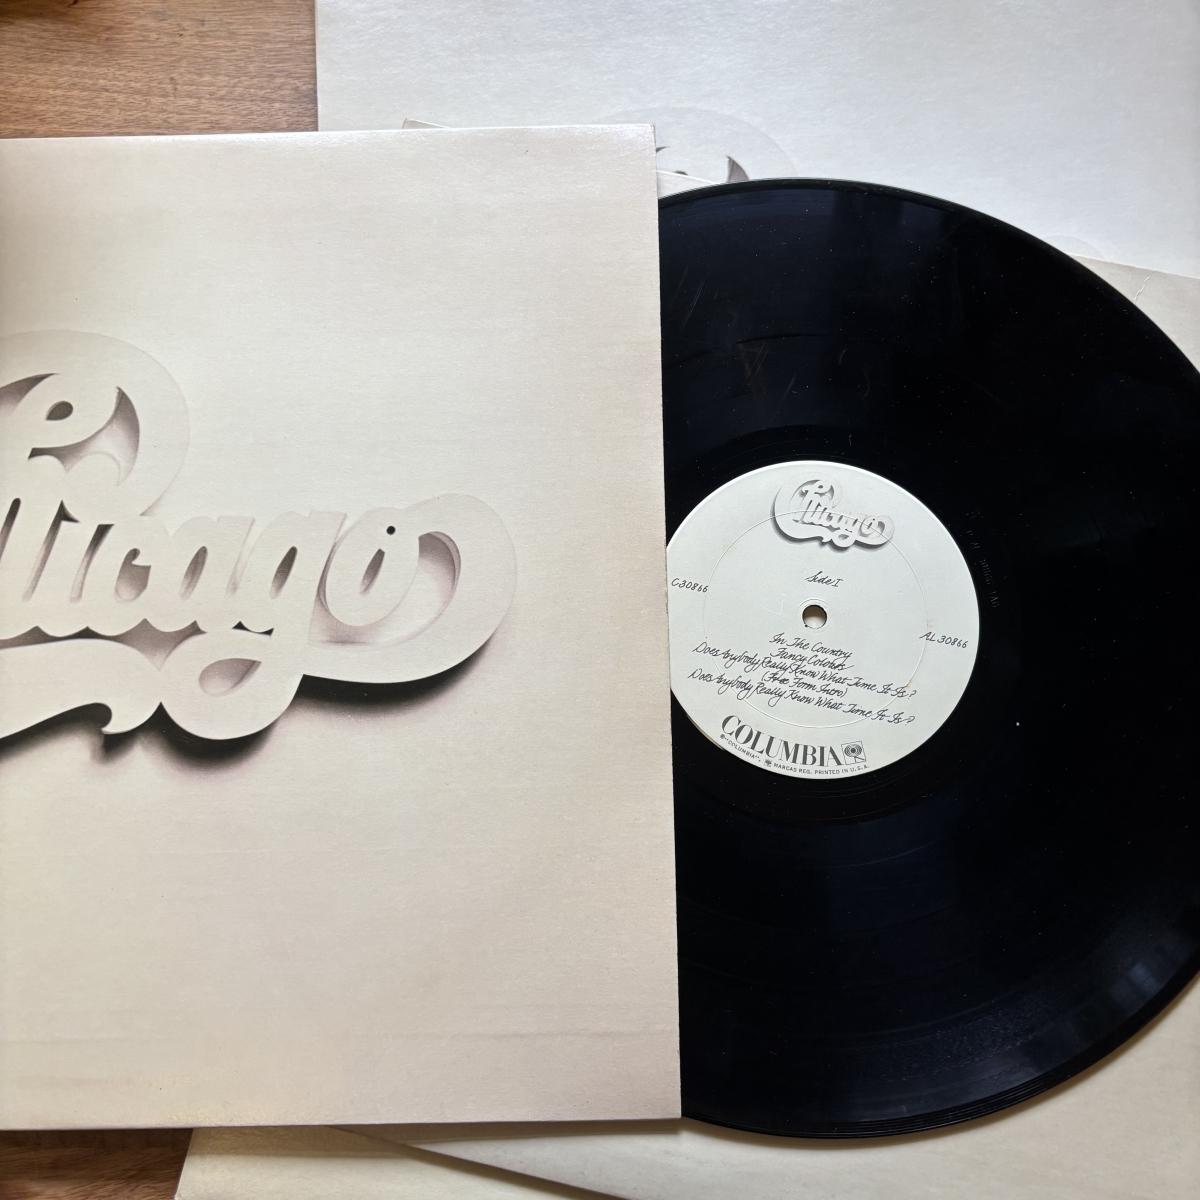 Chicago
Chicago
Side I
C 30866
AL 30866
In The Country
Fancy Colours
Does Anybody Really Know What Time It Is?
(Free Form Intro)
Does Anybody Really Know What Time It Is?
COLUMBIA
® "COLUMBIA", MARCAS REG. PRINTED IN U.S.A.